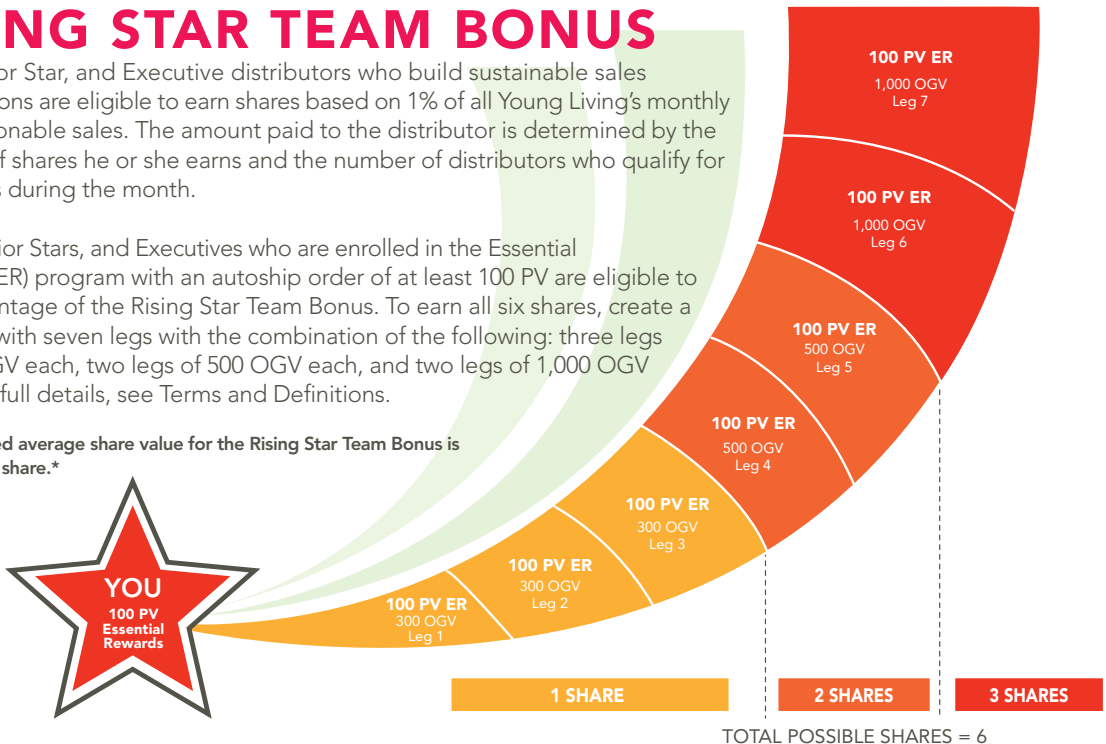 NG STAR TEAM BONUS
or Star, and Executive distributors who build sustainable sales
ons are eligible to earn shares based on 1% of all Young Living’s monthly
onable sales. The amount paid to the distributor is determined by the
f shares he or she earns and the number of distributors who qualify for
s during the month.
ior Stars, and Executives who are enrolled in the Essential
ER) program with an autoship order of at least 100 PV are eligible to
ntage of the Rising Star Team Bonus. To earn all six shares, create a
with seven legs with the combination of the following: three legs
GV each, two legs of 500 OGV each, and two legs of 1,000 OGV
full details, see Terms and Definitions.
ed average share value for the Rising Star Team Bonus is
share.*
YOU
100 PV
Essential
Rewards
100 PV ER
300 OGV
Leg 1
100 PV ER
300 OGV
Leg 2
100 PV ER
300 OGV
Leg 3
100 PV ER
500 OGV
Leg 4
100 PV ER
500 OGV
Leg 5
100 PV ER
1,000 OGV
Leg 6
100 PV ER
1,000 OGV
Leg 7
1 SHARE
2 SHARES
3 SHARES
TOTAL POSSIBLE SHARES = 6